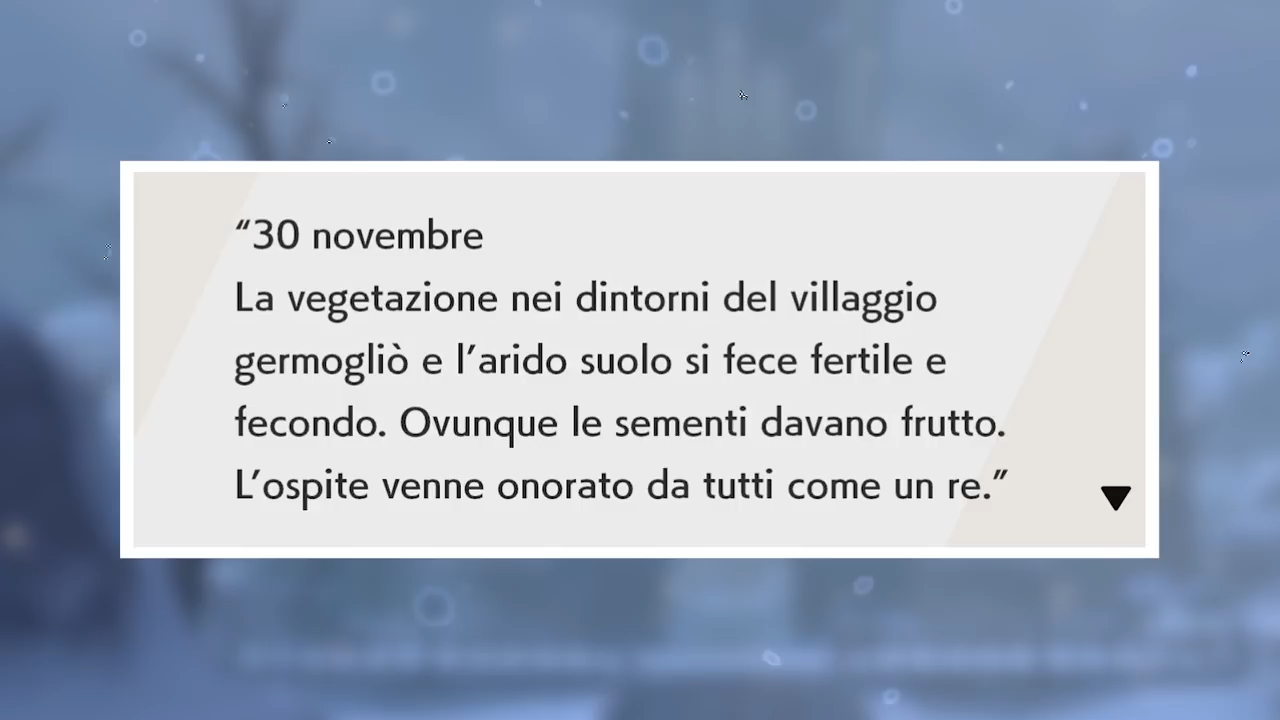 “30 novembre
La vegetazione nei dintorni del villaggio
germogliò e l’arido suolo si fece fertile e
fecondo. Ovunque le sementi davano frutto.
L’ospite venne onorato da tutti come un re.”